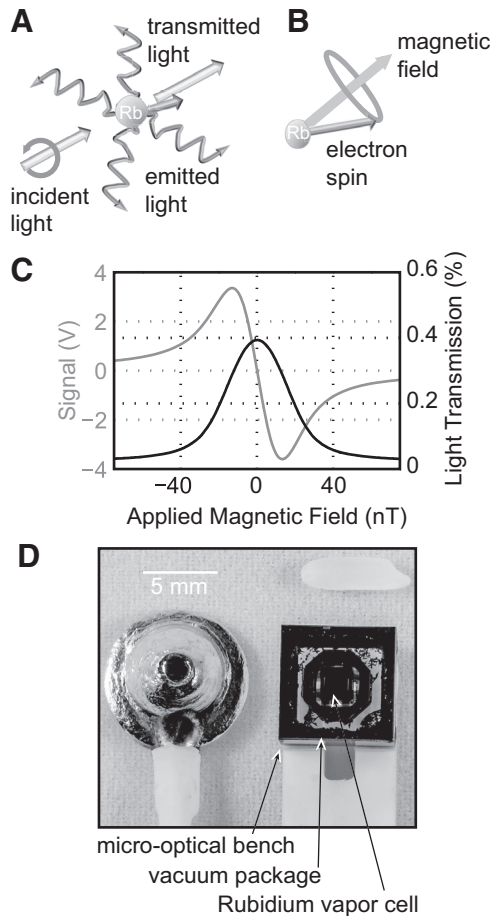 A
transmitted
light
Rb
incident
light
emitted
light
B
magnetic
field
Rb
electron
spin
C
4
2
0
−2
−4
Signal (V)
0.6
0.4
0.2
0
Light Transmission (%)
−40
0
40
Applied Magnetic Field (nT)
D
5 mm
micro-optical bench
vacuum package
Rubidium vapor cell